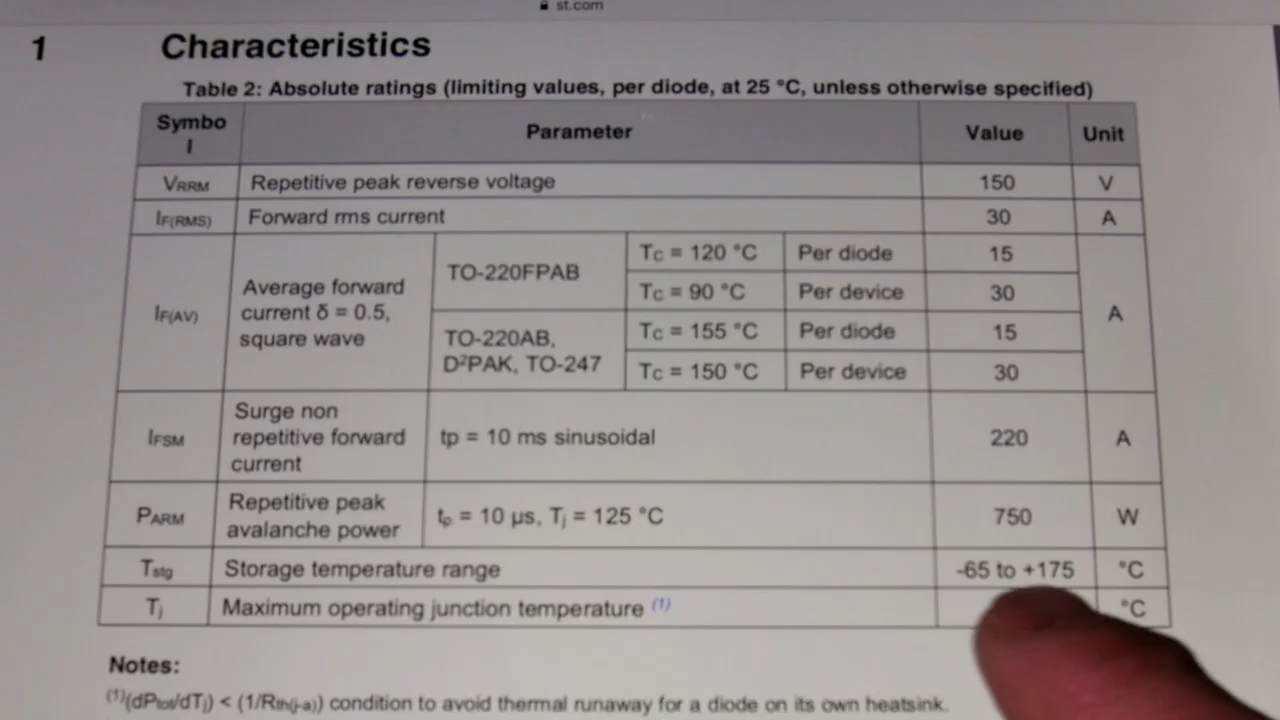 st.com
1 Characteristics
Table 2: Absolute ratings (limiting values, per diode, at 25 °C, unless otherwise specified)
Symbo
l
Parameter
Value
Unit
VRRM Repetitive peak reverse voltage 150 V
IF(RMS) Forward rms current 30 A
IF(AV)
Average forward
current δ = 0.5,
square wave
TO-220FPAB
Tc = 120 °C Per diode 15
Tc = 90 °C Per device 30
TO-220AB,
D²PAK, TO-247
Tc = 155 °C Per diode 15
Tc = 150 °C Per device 30
A
IFSM
Surge non
repetitive forward
current
tp = 10 ms sinusoidal
220
A
PARM
Repetitive peak
avalanche power
tp = 10 µs, Tj = 125 °C
750
W
Tstg Storage temperature range -65 to +175 °C
Tj Maximum operating junction temperature (1) °C
Notes:
(1)(dPtot/dTj) < (1/Rth(j-a)) condition to avoid thermal runaway for a diode on its own heatsink.